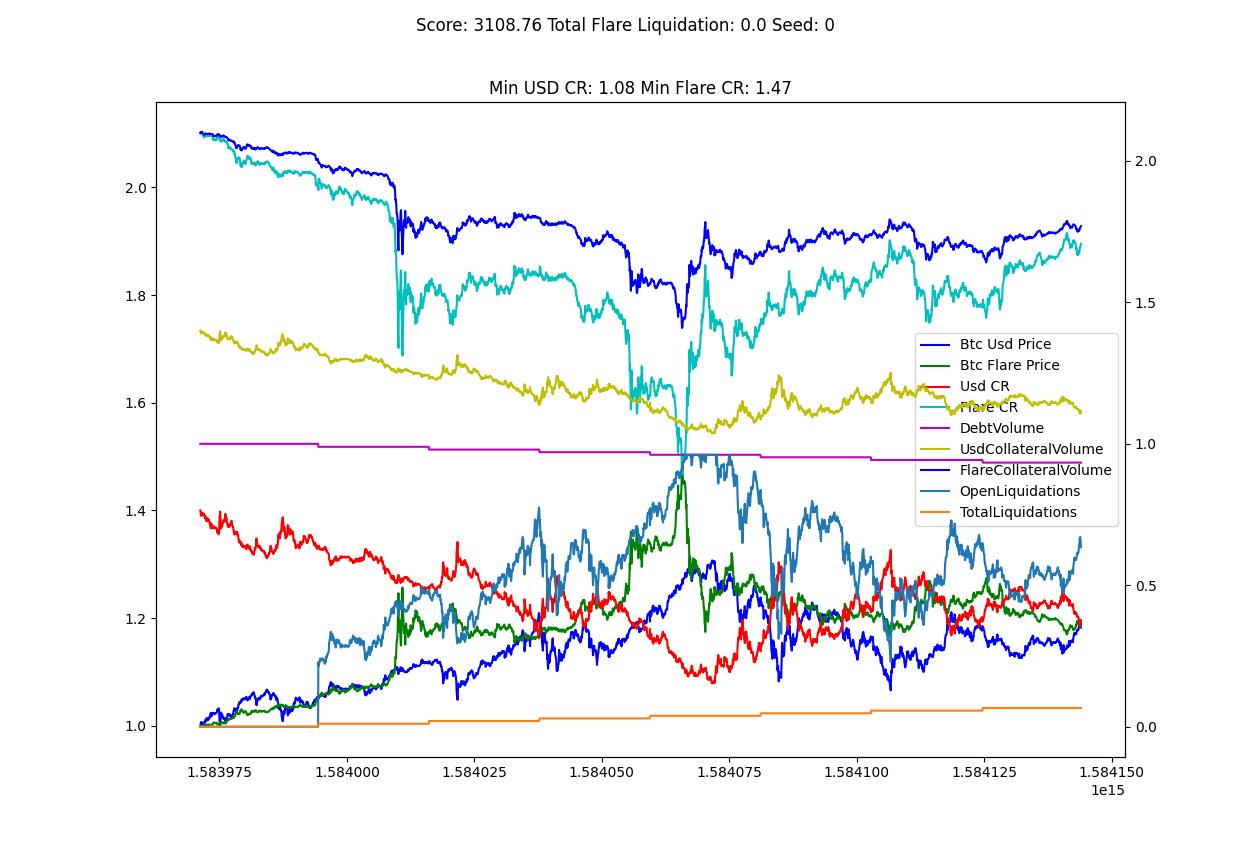 Score: 3108.76 Total Flare Liquidation: 0.0 Seed: 0
Min USD CR: 1.08 Min Flare CR: 1.47
2.0
1.8
1.6
1.4
1.2
1.0
2.0
1.5
1.0
0.5
0.0
Btc Usd Price
Btc Flare Price
Usd CR
Flare CR
DebtVolume
UsdCollateralVolume
FlareCollateralVolume
OpenLiquidations
TotalLiquidations
1.583975 1.584000 1.584025 1.584050 1.584075 1.584100 1.584125 1.584150
1e15